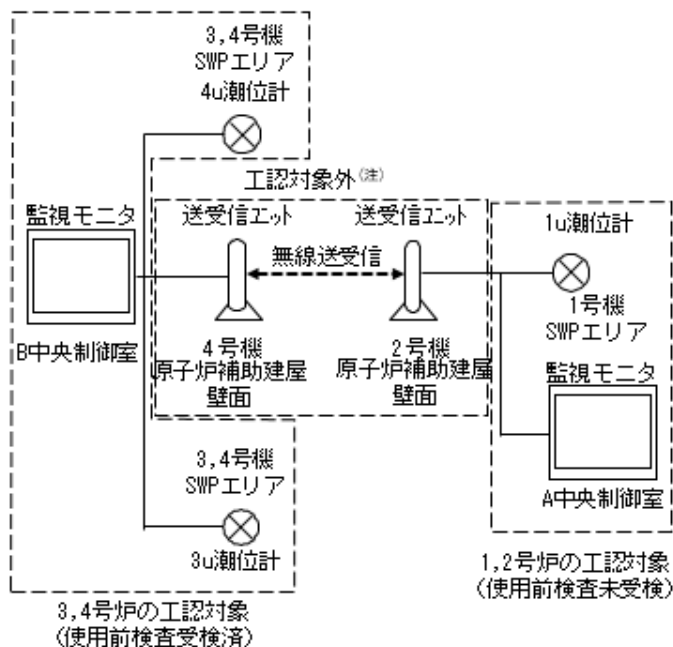 3,4号機
SWPエリア
4u潮位計
工認対象外(注)
監視モニタ
送受信ユニット
送受信ユニット
無線送受信
1u潮位計
1号機
SWPエリア
B中央制御室
4号機
原子炉補助建屋
壁面
2号機
原子炉補助建屋
壁面
監視モニタ
A中央制御室
3,4号機
SWPエリア
3u潮位計
1,2号炉の工認対象
(使用前検査未受検)
3,4号炉の工認対象
(使用前検査受検済)